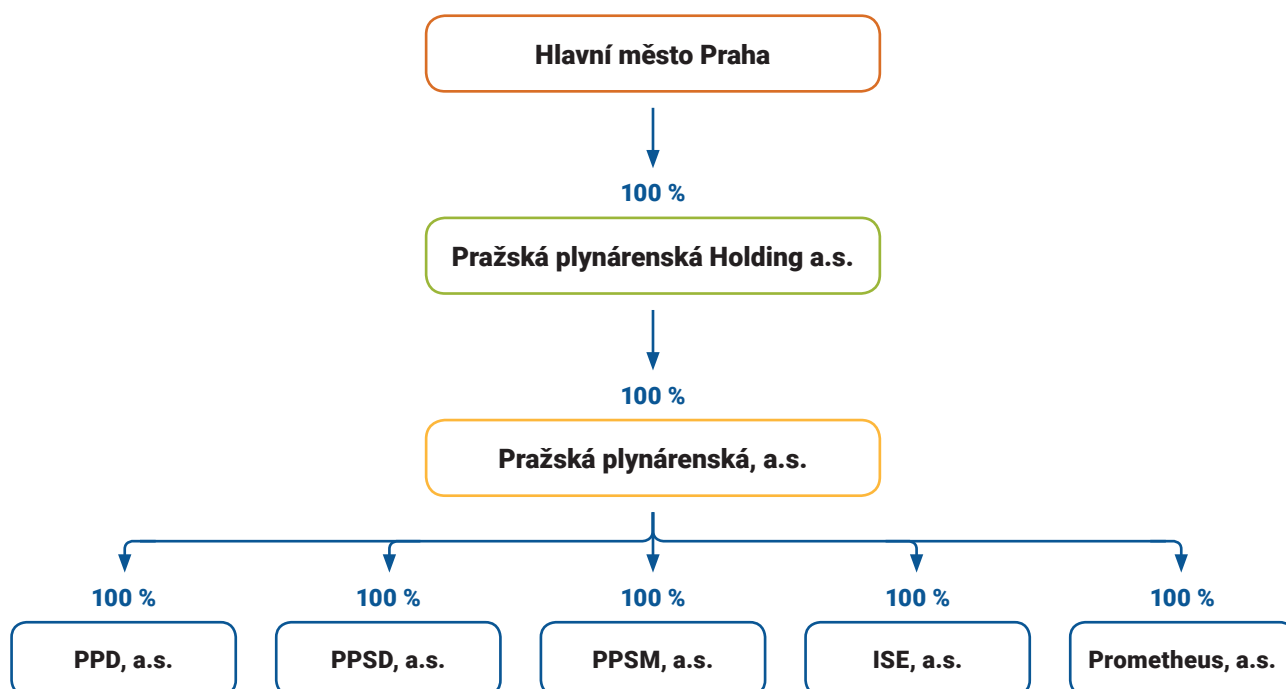 Hlavní město Praha
100 %
Pražská plynárenská Holding a.s.
100 %
Pražská plynárenská, a.s.
100 % 100 % 100 % 100 % 100 %
PPD, a.s. PPSD, a.s. PPSM, a.s. ISE, a.s. Prometheus, a.s.